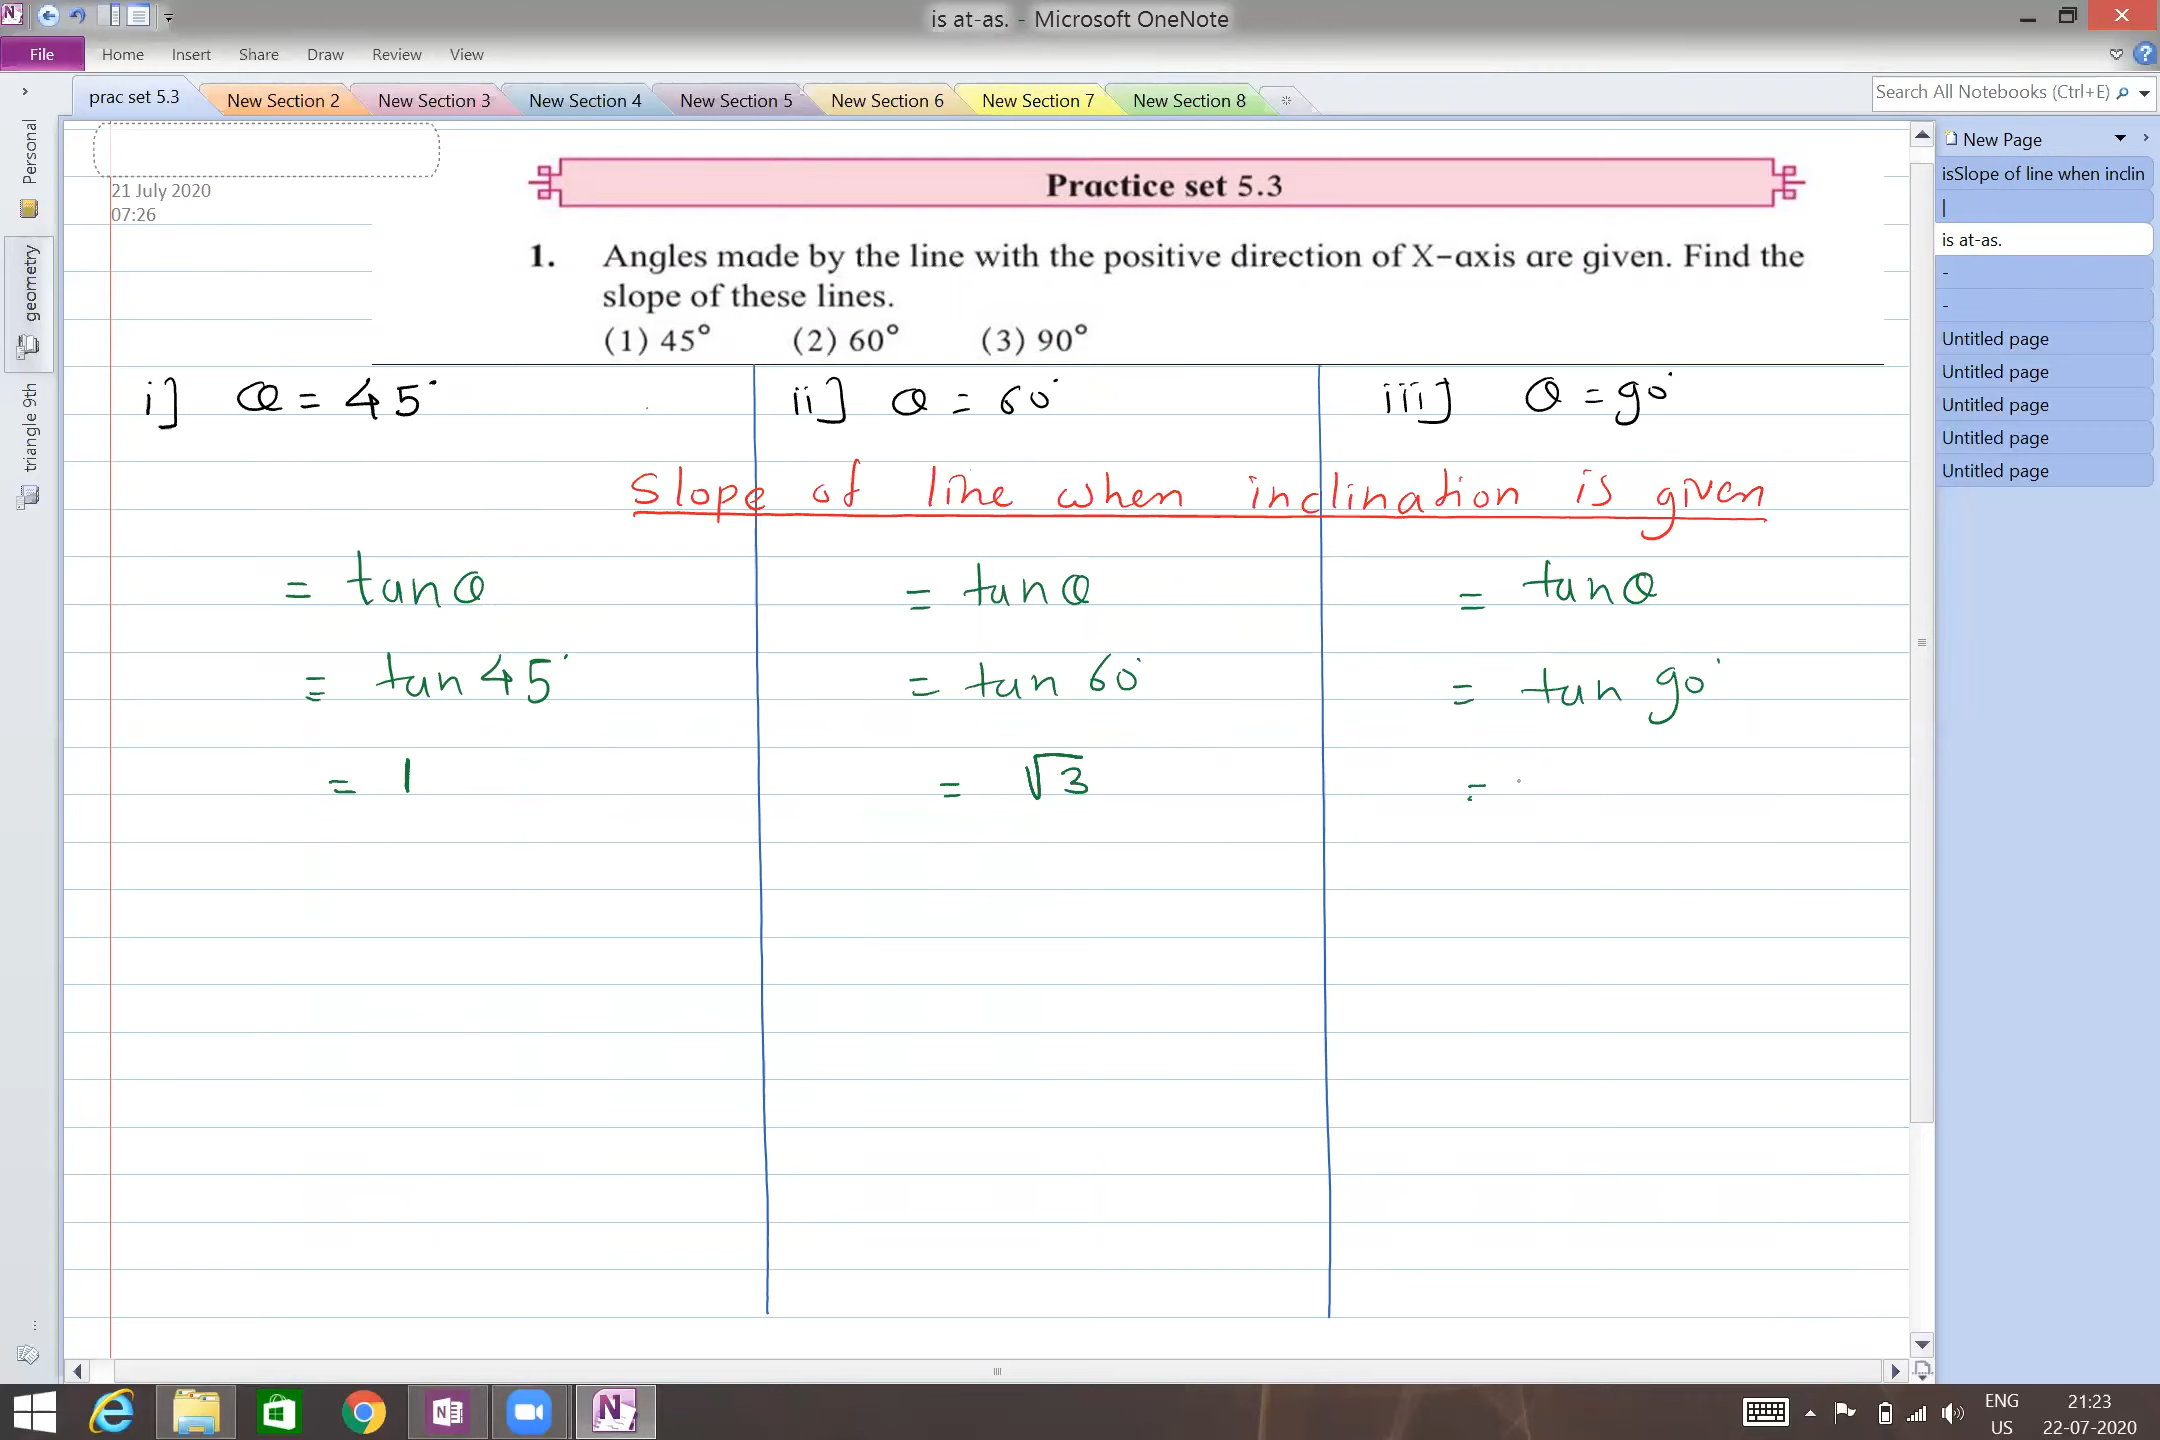 is at-as. - Microsoft OneNote
File Home Insert Share Draw Review View
prac set 5.3 New Section 2 New Section 3 New Section 4 New Section 5 New Section 6 New Section 7 New Section 8
Search All Notebooks (Ctrl+E)
Personal
geometry
triangle 9th
21 July 2020
07:26
Practice set 5.3
1. Angles made by the line with the positive direction of X-axis are given. Find the
slope of these lines.
(1) 45° (2) 60° (3) 90°
i] θ = 45°
ii] θ = 60°
iii] θ = 90°
Slope of line when inclination is given
= tanθ
= tan 45°
= 1
= tanθ
= tan 60°
= √3
= tanθ
= tan 90°
=
New Page
isSlope of line when inclin
|
is at-as.
-
-
Untitled page
Untitled page
Untitled page
Untitled page
Untitled page
ENG
US
21:23
22-07-2020